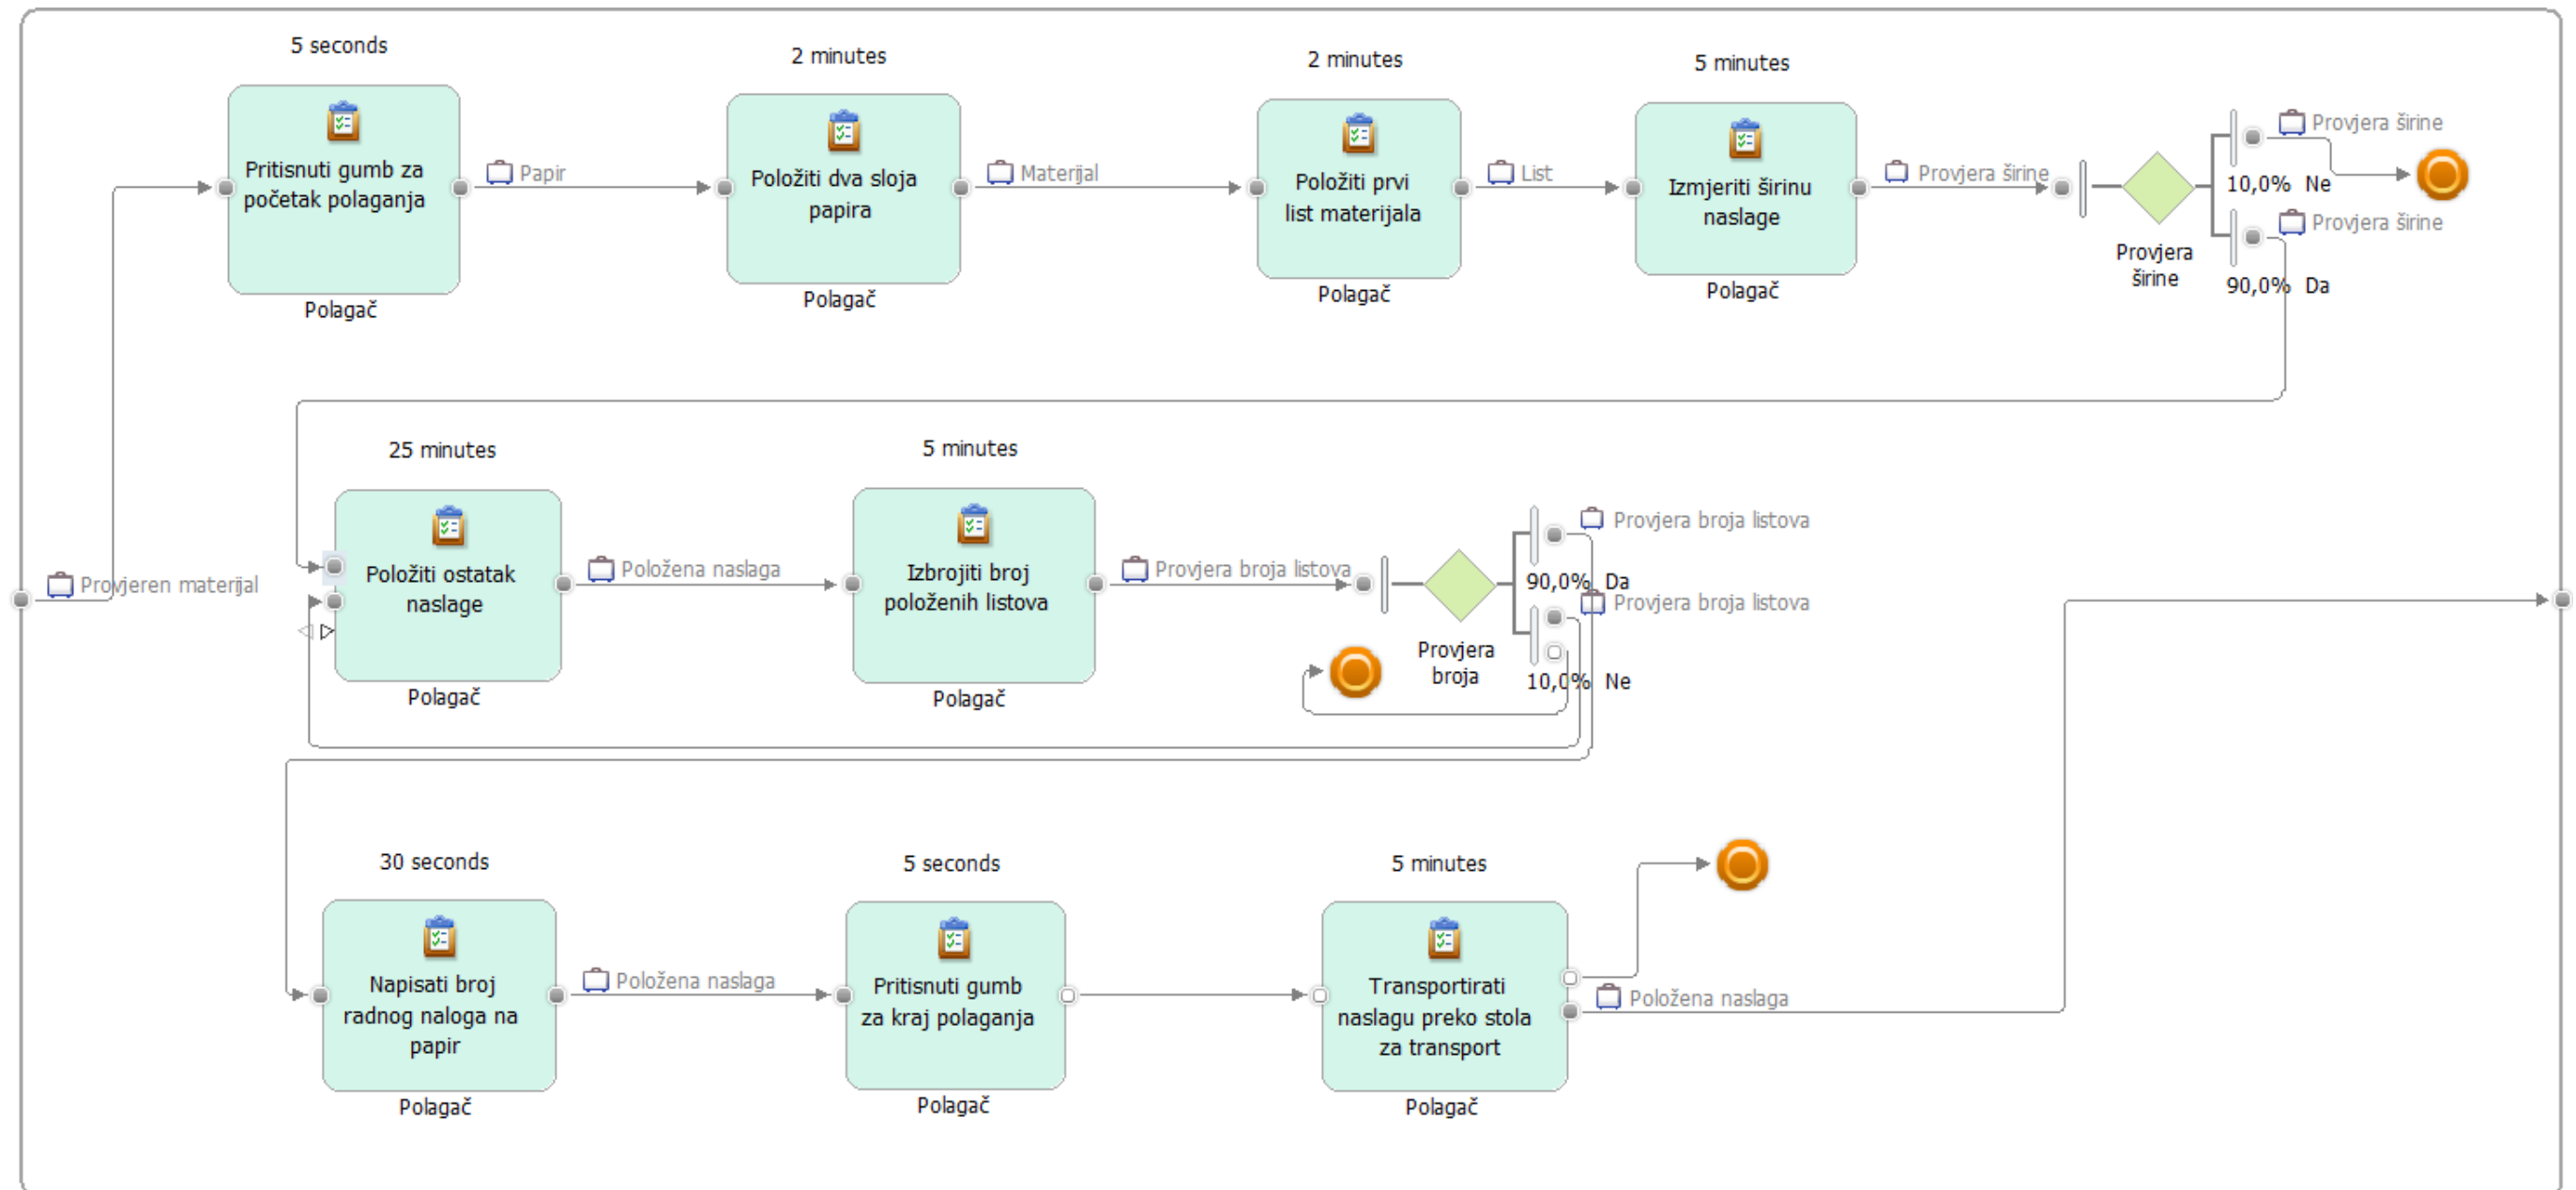 5 seconds
2 minutes
2 minutes
5 minutes
Pritisnuti gumb za
početak polaganja
Polagač
Papir
Položiti dva sloja
papira
Polagač
Materijal
Položiti prvi
list materijala
Polagač
List
Izmjeriti širinu
naslage
Polagač
Provjera širine
Provjera
širine
Provjera širine
10,0% Ne
Provjera širine
90,0% Da
Provjeren materijal
25 minutes
5 minutes
Položiti ostatak
naslage
Polagač
Položena naslaga
Izbrojiti broj
položenih listova
Polagač
Provjera broja listova
Provjera
broja
Provjera broja listova
90,0% Da
Provjera broja listova
10,0% Ne
30 seconds
5 seconds
5 minutes
Napisati broj
radnog naloga na
papir
Polagač
Položena naslaga
Pritisnuti gumb
za kraj polaganja
Polagač
Transportirati
naslagu preko stola
za transport
Polagač
Položena naslaga